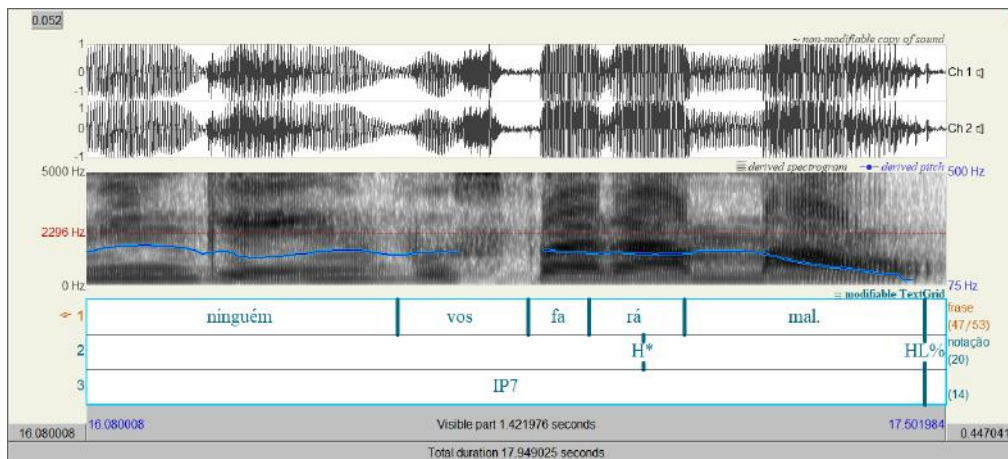 0.052
~ non-modifiable copy of sound
1
0
-1
Ch 1
1
0
-1
Ch 2
derived spectrogram
derived pitch
5000 Hz
500 Hz
2296 Hz
0 Hz
75 Hz
= modifiable TextGrid
1 ninguém vos fa rá mal. frase (47/53)
2 H* HL% notação (20)
3 IP7 (14)
16.080008 Visible part 1.421976 seconds 17.501984
16.080008 0.447041
Total duration 17.949025 seconds